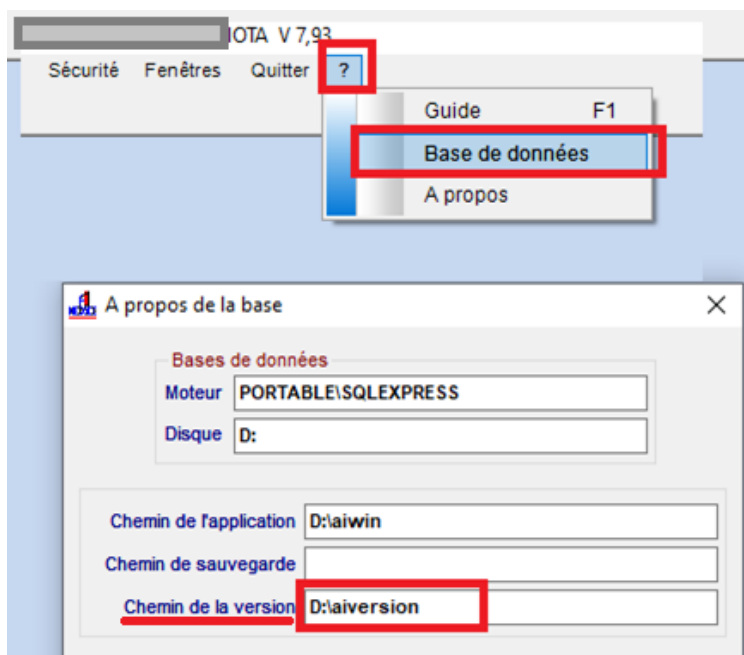 IOTA V 7,93
Sécurité Fenêtres Quitter ?
Guide F1
Base de données
A propos
A propos de la base
Bases de données
Moteur PORTABLE\SQLEXPRESS
Disque D:
Chemin de l'application D:\aiwin
Chemin de sauvegarde
Chemin de la version D:\aiversion